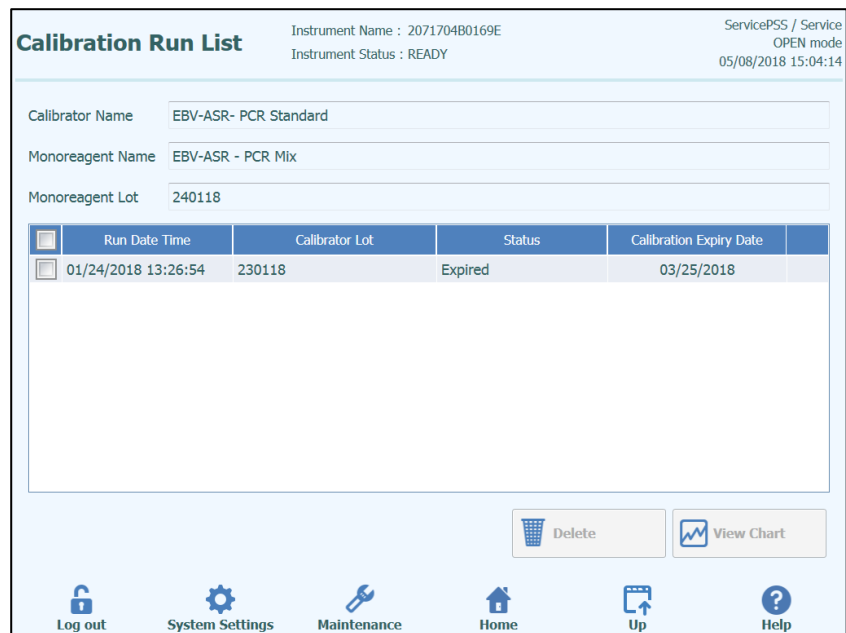 Calibration Run List
Instrument Name : 2071704B0169E
Instrument Status : READY
ServicePSS / Service
OPEN mode
05/08/2018 15:04:14
Calibrator Name EBV-ASR- PCR Standard
Monoreagent Name EBV-ASR - PCR Mix
Monoreagent Lot 240118
Run Date Time Calibrator Lot Status Calibration Expiry Date
01/24/2018 13:26:54 230118 Expired 03/25/2018
Delete View Chart
Log out System Settings Maintenance Home Up Help